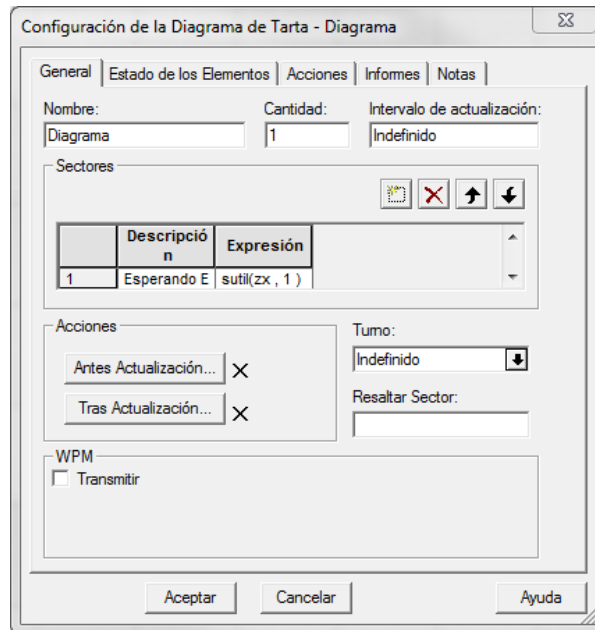 Configuración de la Diagrama de Tarta - Diagrama
General Estado de los Elementos Acciones Informes Notas
Nombre: Cantidad: Intervalo de actualización:
Diagrama 1 Indefinido
Sectores
Descripció
n Expresión
1 Esperando E sutil(zx , 1 )
Acciones Turno:
Antes Actualización... Indefinido
Tras Actualización... Resaltar Sector:
WPM
Transmitir
Aceptar Cancelar Ayuda